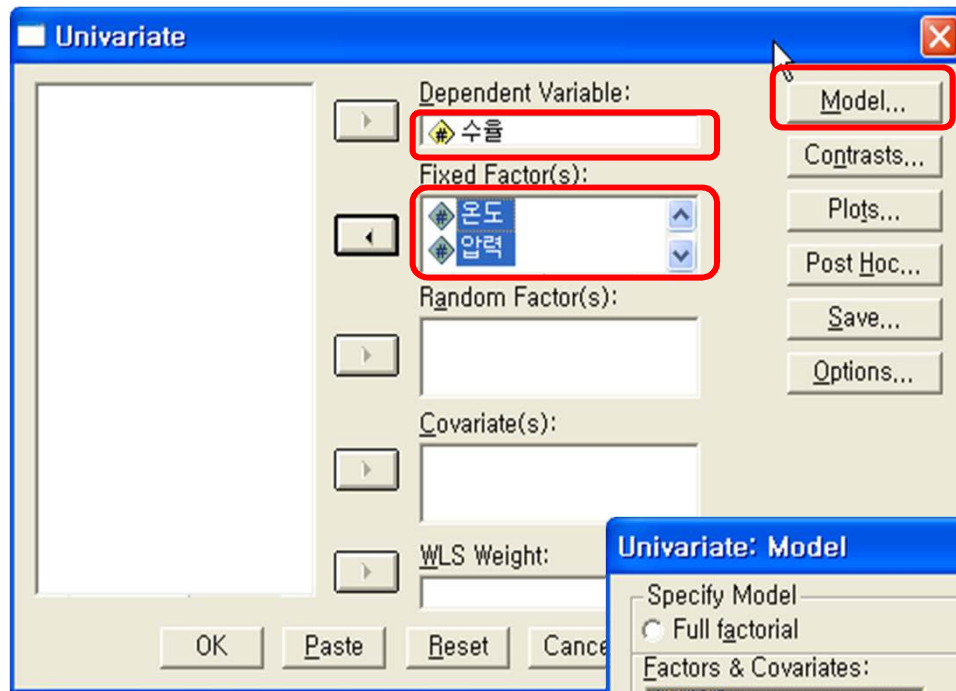 Univariate
Dependent Variable:
수율
Fixed Factor(s):
온도
압력
Random Factor(s):
Covariate(s):
WLS Weight:
Model...
Contrasts...
Plots...
Post Hoc...
Save...
Options...
OK
Paste
Reset
Cance
Univariate: Model
Specify Model
Full factorial
Factors & Covariates: